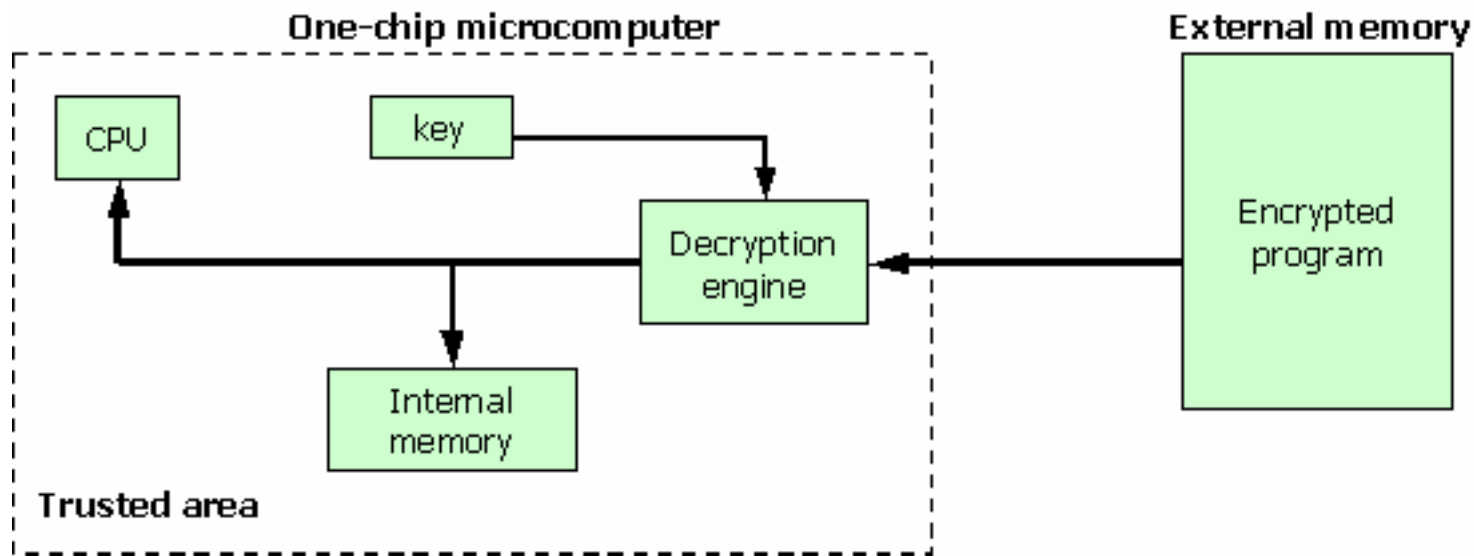 One-chip microcomputer
External memory
CPU
key
Decryption
engine
Encrypted
program
Internal
memory
Trusted area